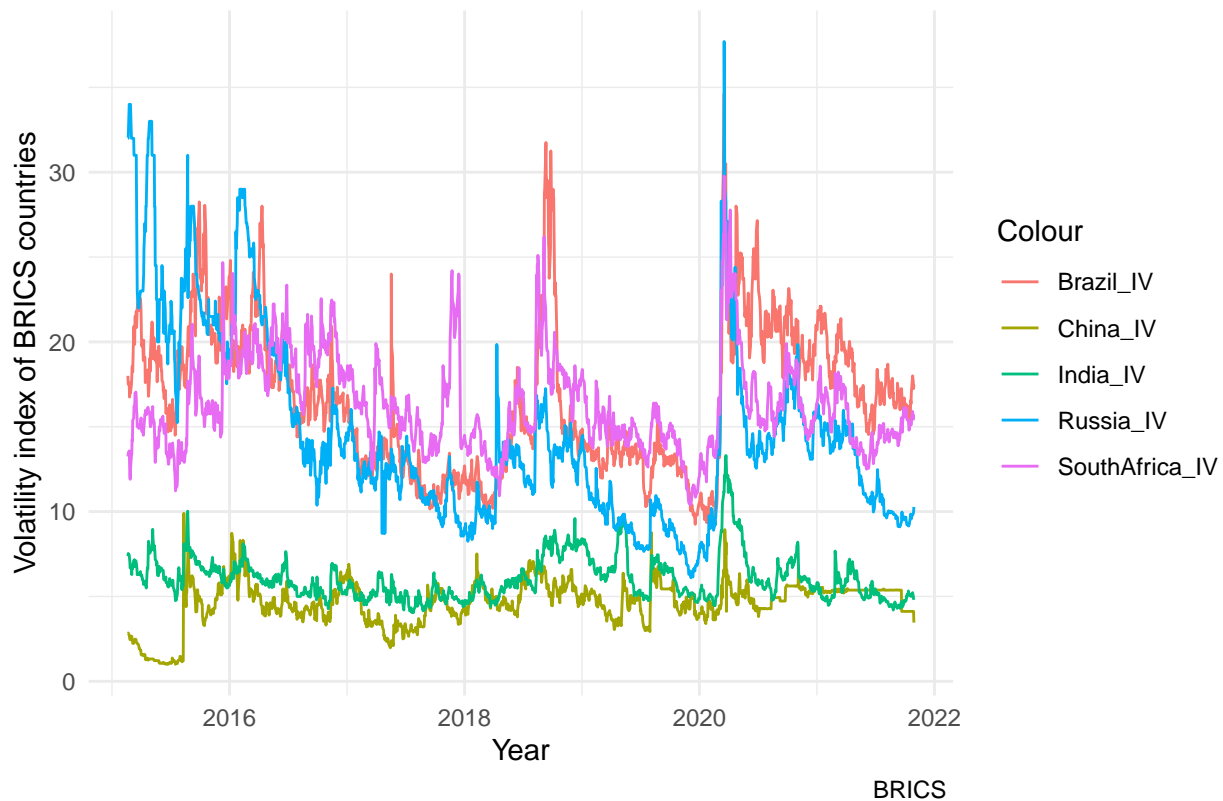 Volatility index of BRICS countries
30
20
10
0
2016
2018
2020
2022
Year
Colour
Brazil_IV
China_IV
India_IV
Russia_IV
SouthAfrica_IV
BRICS